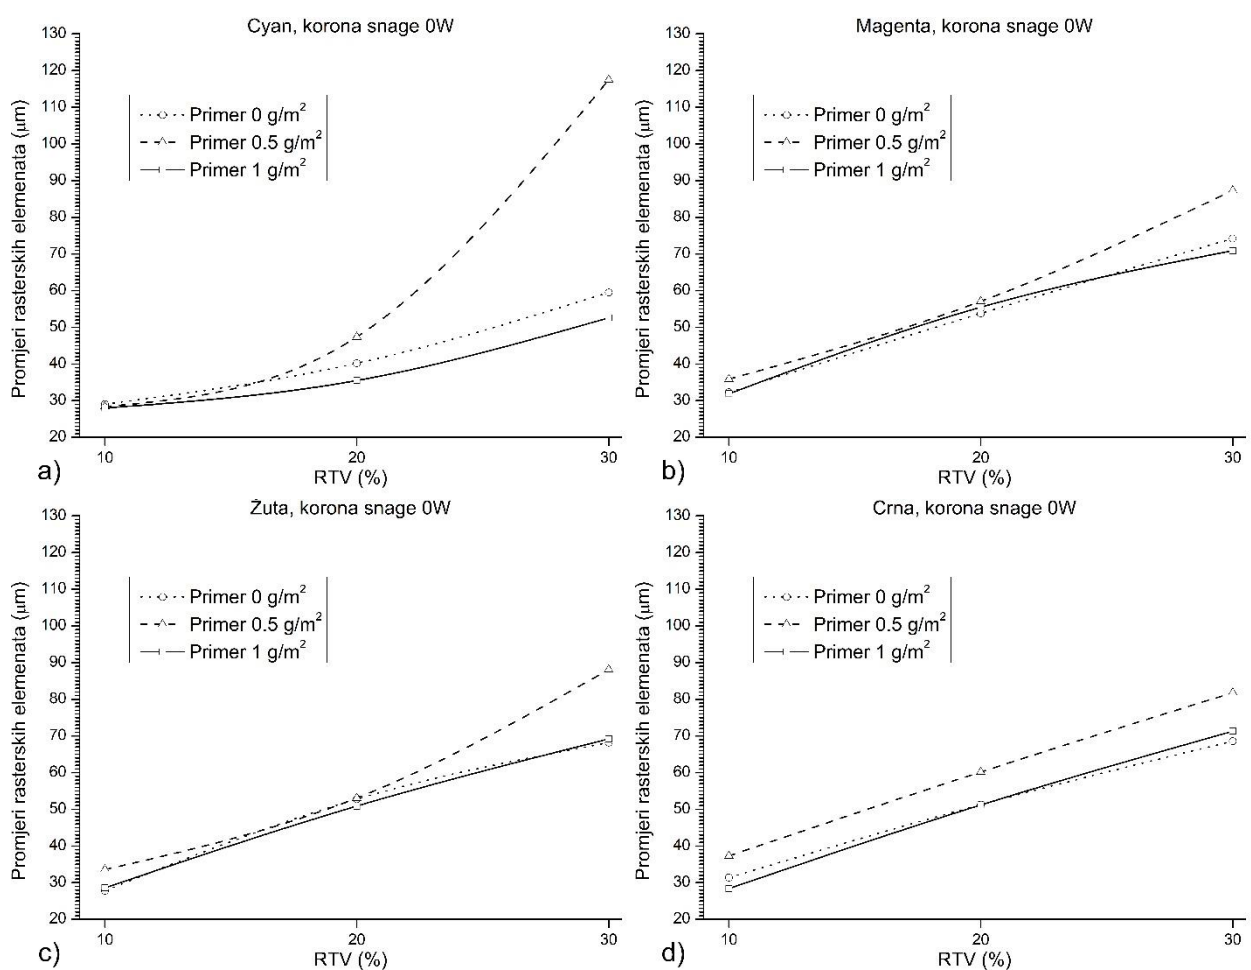 Cyan, korona snage 0W
Promjeri rasterskih elemenata (μm)
130
120
110
100
90
80
70
60
50
40
30
20
Primer 0 g/m²
Primer 0.5 g/m²
Primer 1 g/m²
10
20
30
RTV (%)
a)
Magenta, korona snage 0W
Promjeri rasterskih elemenata (μm)
130
120
110
100
90
80
70
60
50
40
30
20
Primer 0 g/m²
Primer 0.5 g/m²
Primer 1 g/m²
10
20
30
RTV (%)
b)
Žuta, korona snage 0W
Promjeri rasterskih elemenata (μm)
130
120
110
100
90
80
70
60
50
40
30
20
Primer 0 g/m²
Primer 0.5 g/m²
Primer 1 g/m²
10
20
30
RTV (%)
c)
Crna, korona snage 0W
Promjeri rasterskih elemenata (μm)
130
120
110
100
90
80
70
60
50
40
30
20
Primer 0 g/m²
Primer 0.5 g/m²
Primer 1 g/m²
10
20
30
RTV (%)
d)